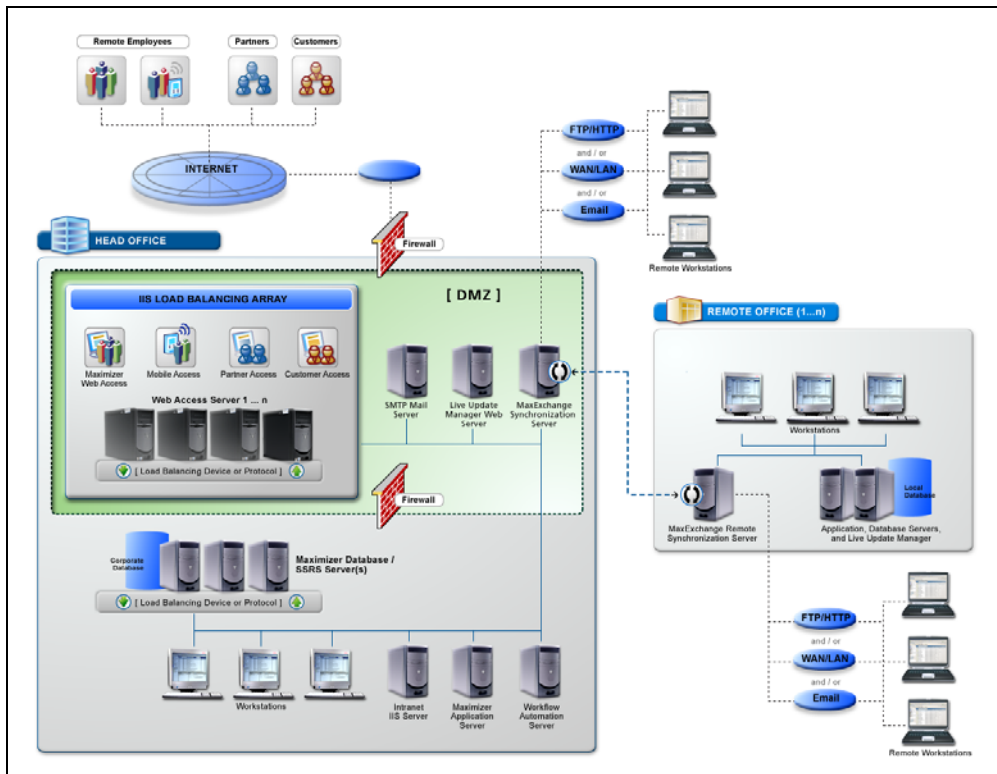 Remote Employees
Partners
Customers
INTERNET
FTP/HTTP
and / or
WAN/LAN
and / or
Email
Remote Workstations
HEAD OFFICE
Firewall
[ DMZ ]
IIS LOAD BALANCING ARRAY
Maximizer
Web Access
Mobile Access
Partner Access
Customer Access
Web Access Server 1 ... n
[ Load Balancing Device or Protocol ]
SMTP Mail
Server
Live Update
Manager Web
Server
MaxExchange
Synchronization
Server
Firewall
Corporate
Database
Maximizer Database /
SSRS Server(s)
[ Load Balancing Device or Protocol ]
Workstations
Intranet
IIS Server
Maximizer
Application
Server
Workflow
Automation
Server
REMOTE OFFICE (1...n)
Workstations
Local
Database
MaxExchange Remote
Synchronization Server
Application, Database Servers,
and Live Update Manager
FTP/HTTP
and / or
WAN/LAN
and / or
Email
Remote Workstations